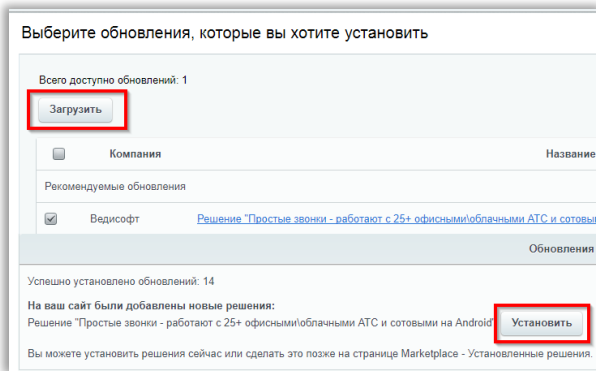 Выберите обновления, которые вы хотите установить
Всего доступно обновлений: 1
Загрузить
Компания Название
Рекомендуемые обновления
Ведисофт Решение "Простые звонки - работают с 25+ офисными\облачными АТС и сотовы
Обновления
Успешно установлено обновлений: 14
На ваш сайт были добавлены новые решения:
Решение "Простые звонки - работают с 25+ офисными\облачными АТС и сотовыми на Android" Установить
Вы можете установить решения сейчас или сделать это позже на странице Marketplace - Установленные решения.